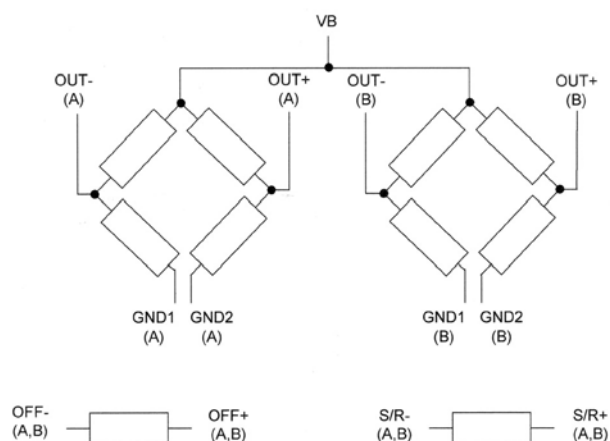 VB
OUT-
(A)
OUT+
(A)
OUT-
(B)
OUT+
(B)
GND1
(A)
GND2
(A)
GND1
(B)
GND2
(B)
OFF-
(A,B)
OFF+
(A,B)
S/R-
(A,B)
S/R+
(A,B)